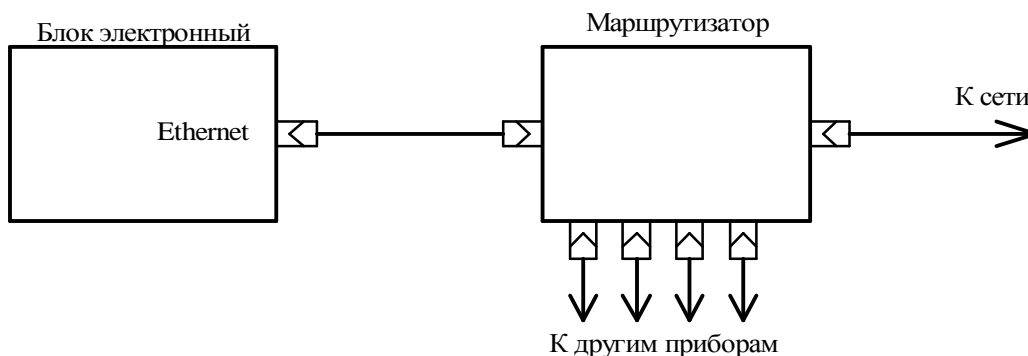 Блок электронный
Маршрутизатор
К сети
Ethernet
К другим приборам